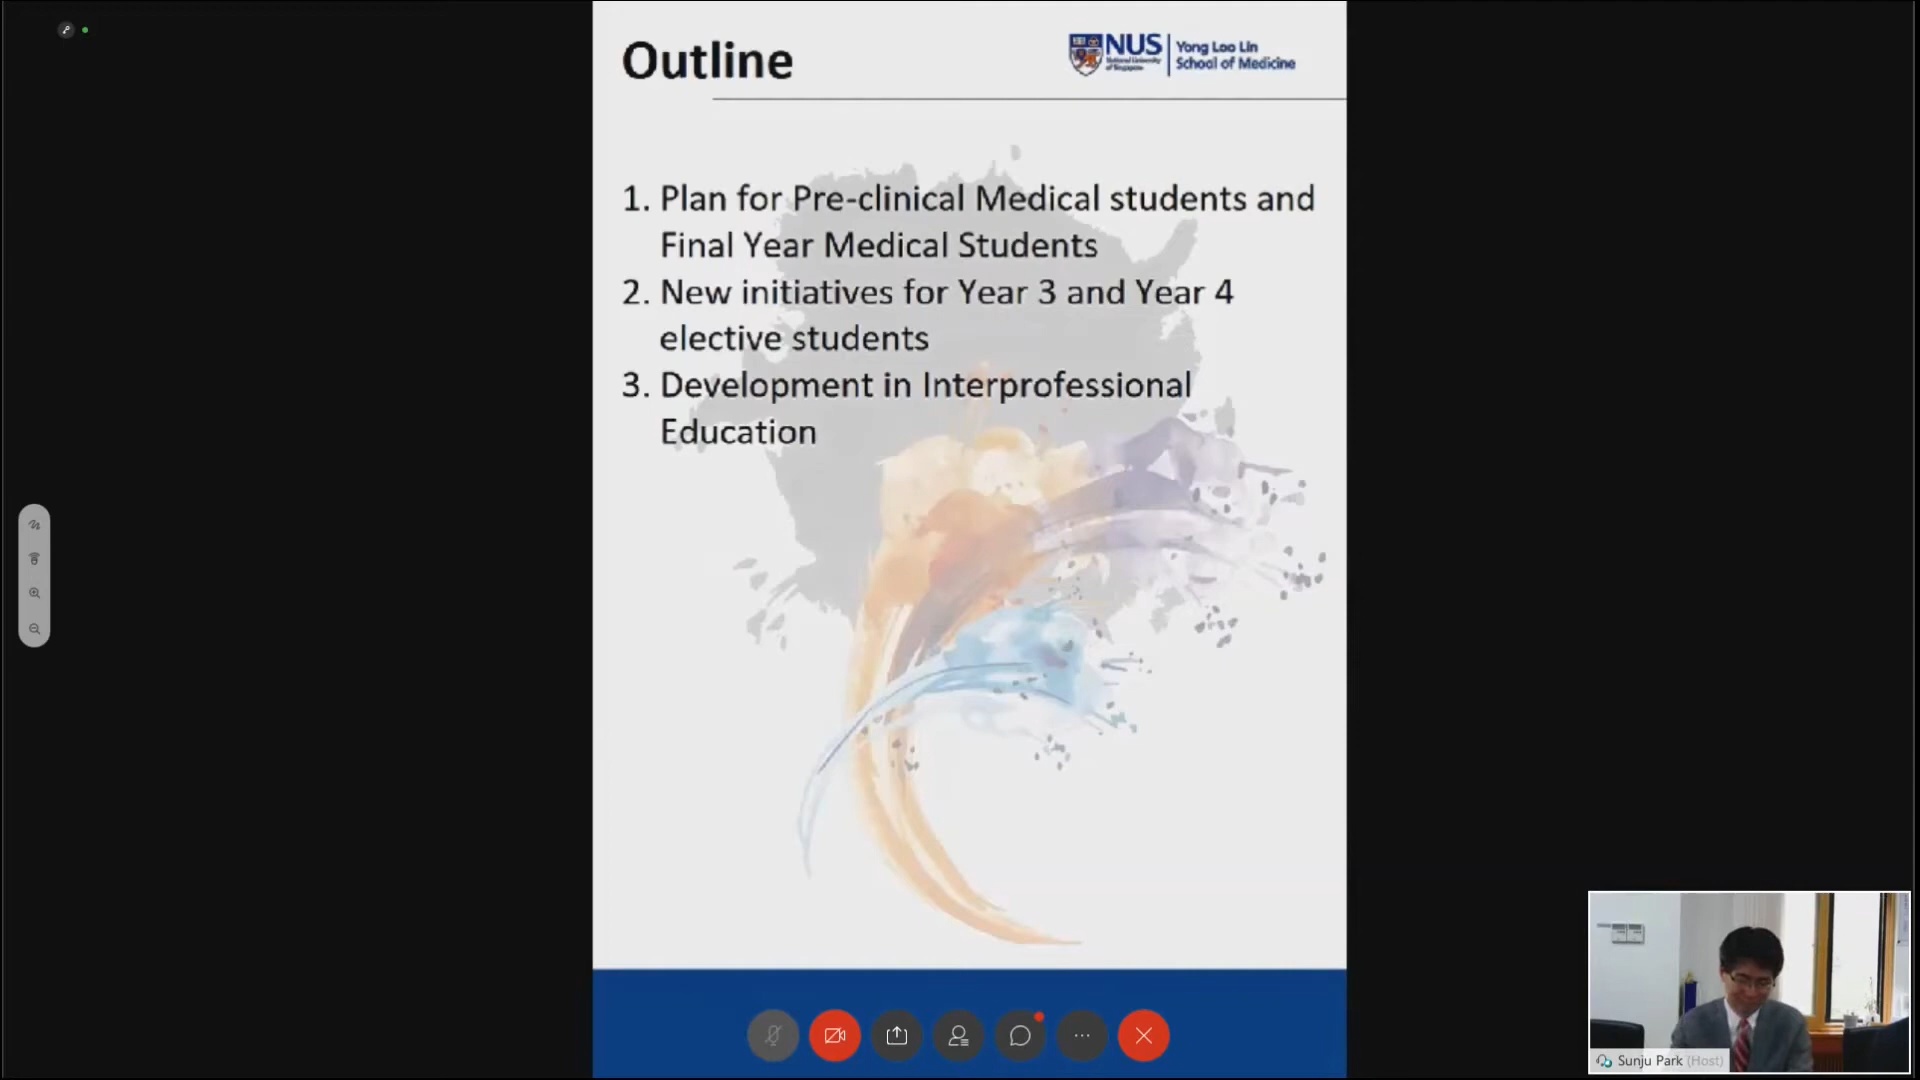 Outline
NUS
National University
of Singapore
Yong Loo Lin
School of Medicine
1. Plan for Pre-clinical Medical students and
Final Year Medical Students
2. New initiatives for Year 3 and Year 4
elective students
3. Development in Interprofessional
Education
Sunju Park (Host)